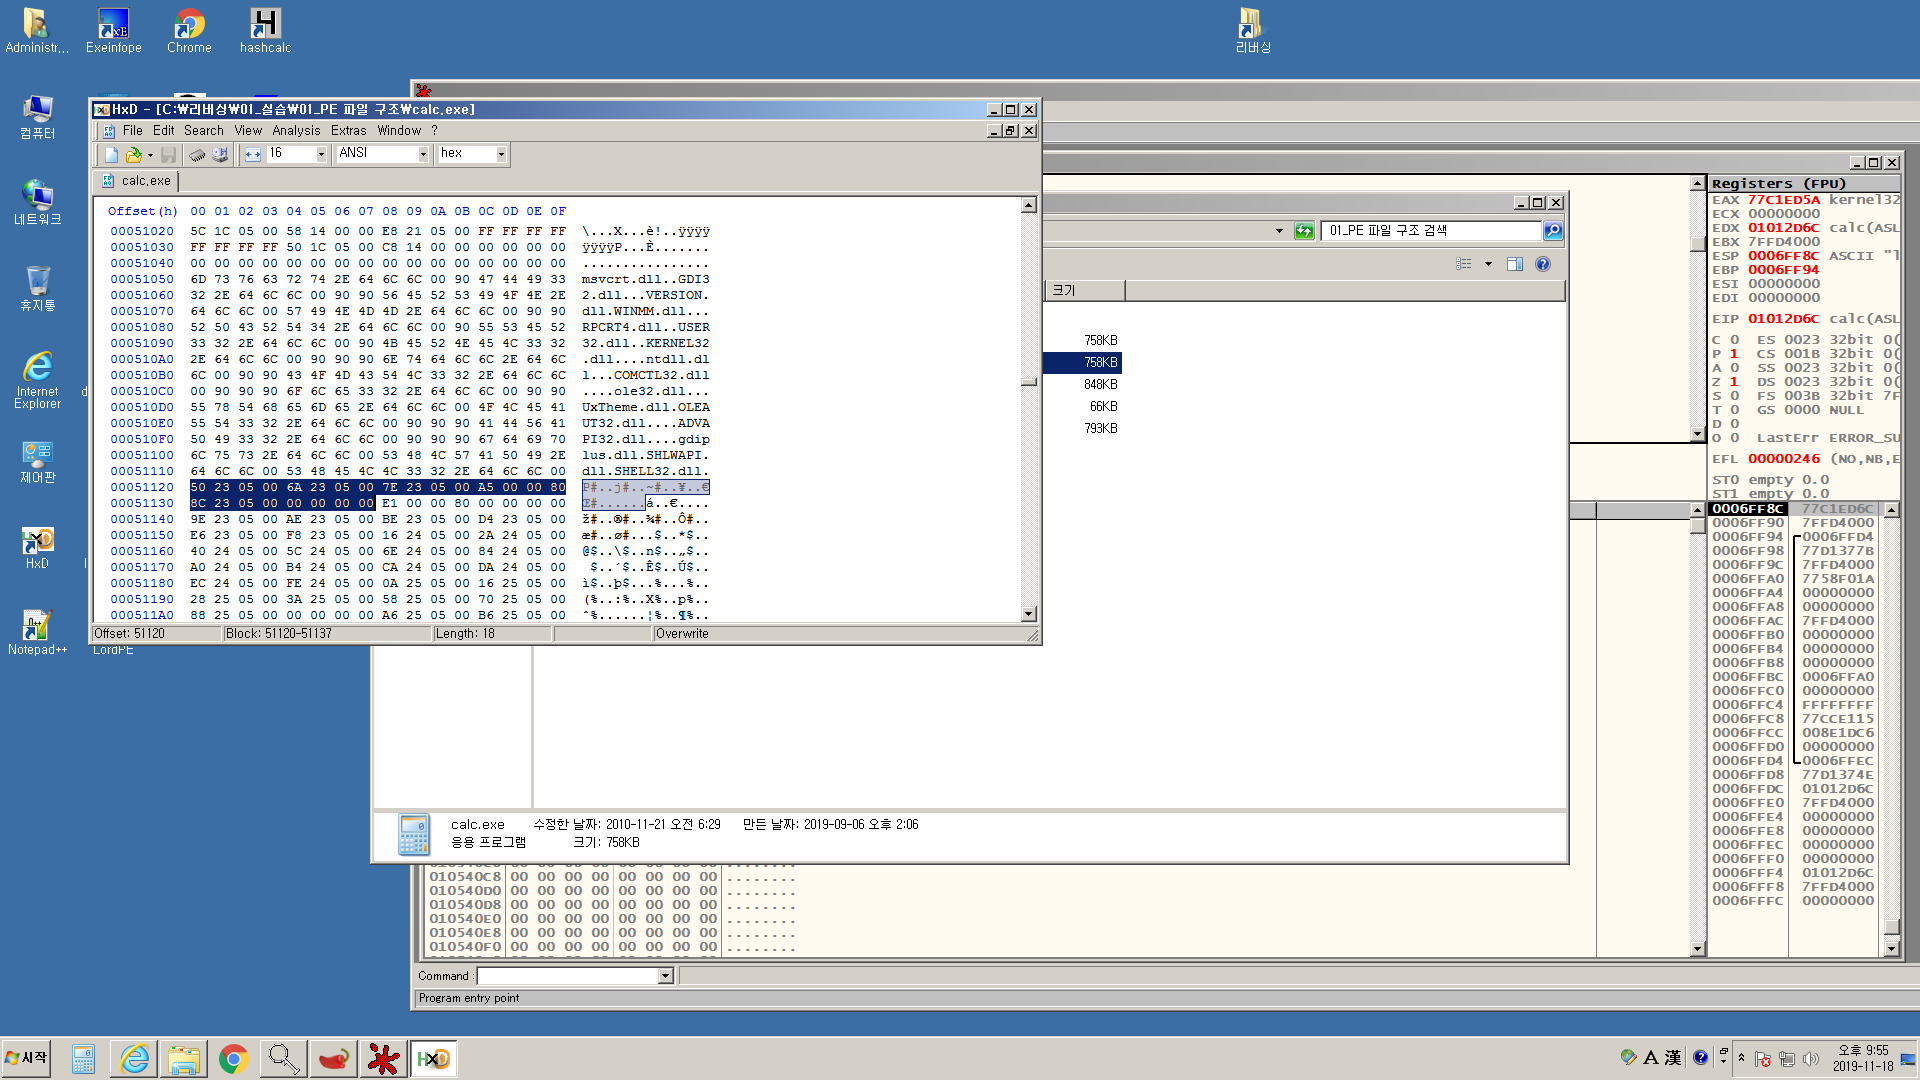 Administr...
Exeinfope
Chrome
hashcalc
리버싱
컴퓨터
네트워크
휴지통
Internet
Explorer
제어판
HxD
Notepad++
LordPE
HxD - [C:₩리버싱₩01_실습₩01_PE 파일 구조₩calc.exe]
File Edit Search View Analysis Extras Window ?
16 ANSI hex
calc.exe
Offset(h) 00 01 02 03 04 05 06 07 08 09 0A 0B 0C 0D 0E 0F
00051020 5C 1C 05 00 58 14 00 00 E8 21 05 00 FF FF FF FF \...X...è!..ÿÿÿÿ
00051030 FF FF FF FF 50 1C 05 00 C8 14 00 00 00 00 00 00 ÿÿÿÿP...È.......
00051040 00 00 00 00 00 00 00 00 00 00 00 00 00 00 00 00 ................
00051050 6D 73 76 63 72 74 2E 64 6C 6C 00 90 47 44 49 33 msvcrt.dll..GDI3
00051060 32 2E 64 6C 6C 00 90 90 56 45 52 53 49 4F 4E 2E 2.dll...VERSION.
00051070 64 6C 6C 00 57 49 4E 4D 4D 2E 64 6C 6C 00 90 90 dll.WINMM.dll...
00051080 52 50 43 52 54 34 2E 64 6C 6C 00 90 55 53 45 52 RPCRT4.dll..USER
00051090 33 32 2E 64 6C 6C 00 90 4B 45 52 4E 45 4C 33 32 32.dll..KERNEL32
000510A0 2E 64 6C 6C 00 90 90 90 6E 74 64 6C 6C 2E 64 6C .dll....ntdll.dl
000510B0 6C 00 90 90 43 4F 4D 43 54 4C 33 32 2E 64 6C 6C l...COMCTL32.dll
000510C0 00 90 90 90 6F 6C 65 33 32 2E 64 6C 6C 00 90 90 ....ole32.dll...
000510D0 55 78 54 68 65 6D 65 2E 64 6C 6C 00 4F 4C 45 41 UxTheme.dll.OLEA
000510E0 55 54 33 32 2E 64 6C 6C 00 90 90 90 41 44 56 41 UT32.dll....ADVA
000510F0 50 49 33 32 2E 64 6C 6C 00 90 90 90 67 64 69 70 PI32.dll....gdip
00051100 6C 75 73 2E 64 6C 6C 00 53 48 4C 57 41 50 49 2E lus.dll.SHLWAPI.
00051110 64 6C 6C 00 53 48 45 4C 4C 33 32 2E 64 6C 6C 00 dll.SHELL32.dll.
00051120 50 23 05 00 6A 23 05 00 7E 23 05 00 A5 00 00 80 P#..j#..~#..¥..€
00051130 8C 23 05 00 00 00 00 00 E1 00 00 80 00 00 00 00 Œ#......á..€....
00051140 9E 23 05 00 AE 23 05 00 BE 23 05 00 D4 23 05 00 ž#..®#..¾#..Ô#..
00051150 E6 23 05 00 F8 23 05 00 16 24 05 00 2A 24 05 00 æ#..ø#...$..*$..
00051160 40 24 05 00 5C 24 05 00 6E 24 05 00 84 24 05 00 @$..\$..n$..„$..
00051170 A0 24 05 00 B4 24 05 00 CA 24 05 00 DA 24 05 00 $..´$..Ê$..Ú$..
00051180 EC 24 05 00 FE 24 05 00 0A 25 05 00 16 25 05 00 ì$..þ$...%...%..
00051190 28 25 05 00 3A 25 05 00 58 25 05 00 70 25 05 00 (%..:%..X%..p%..
000511A0 88 25 05 00 00 00 00 00 A6 25 05 00 B6 25 05 00 ˆ%......¦%..¶%..
Offset: 51120 Block: 51120-51137 Length: 18 Overwrite
01_PE 파일 구조 검색
크기
758KB
758KB
848KB
66KB
793KB
calc.exe 수정한 날짜: 2010-11-21 오전 6:29 만든 날짜: 2019-09-06 오후 2:06
응용 프로그램 크기: 758KB
Registers (FPU)
EAX 77C1ED5A kernel32
ECX 00000000
EDX 01012D6C calc(ASL
EBX 7FFD4000
ESP 0006FF8C ASCII "l
EBP 0006FF94
ESI 00000000
EDI 00000000
EIP 01012D6C calc(ASL
C 0 ES 0023 32bit 0(
P 1 CS 001B 32bit 0(
A 0 SS 0023 32bit 0(
Z 1 DS 0023 32bit 0(
S 0 FS 003B 32bit 7F
T 0 GS 0000 NULL
D 0
O 0 LastErr ERROR_SU
EFL 00000246 (NO,NB,E
ST0 empty 0.0
ST1 empty 0.0
0006FF8C 77C1ED6C
0006FF90 7FFD4000
0006FF94 0006FFD4
0006FF98 77D1377B
0006FF9C 7FFD4000
0006FFA0 7758F01A
0006FFA4 00000000
0006FFA8 00000000
0006FFAC 7FFD4000
0006FFB0 00000000
0006FFB4 00000000
0006FFB8 00000000
0006FFBC 0006FFA0
0006FFC0 00000000
0006FFC4 FFFFFFFF
0006FFC8 77CCE115
0006FFCC 008E1DC6
0006FFD0 00000000
0006FFD4 0006FFEC
0006FFD8 77D1374E
0006FFDC 01012D6C
0006FFE0 7FFD4000
0006FFE4 00000000
0006FFE8 00000000
0006FFEC 00000000
0006FFF0 00000000
0006FFF4 01012D6C
0006FFF8 7FFD4000
0006FFFC 00000000
010540C8 00 00 00 00 00 00 00 00 ........
010540D0 00 00 00 00 00 00 00 00 ........
010540D8 00 00 00 00 00 00 00 00 ........
010540E0 00 00 00 00 00 00 00 00 ........
010540E8 00 00 00 00 00 00 00 00 ........
010540F0 00 00 00 00 00 00 00 00 ........
Command :
Program entry point
시작
HXD
A 漢
오후 9:55
2019-11-18